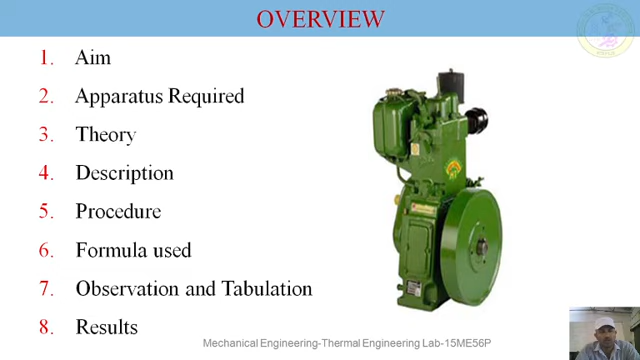 OVERVIEW
1. Aim
2. Apparatus Required
3. Theory
4. Description
5. Procedure
6. Formula used
7. Observation and Tabulation
8. Results
Mechanical Engineering-Thermal Engineering Lab-15ME56P